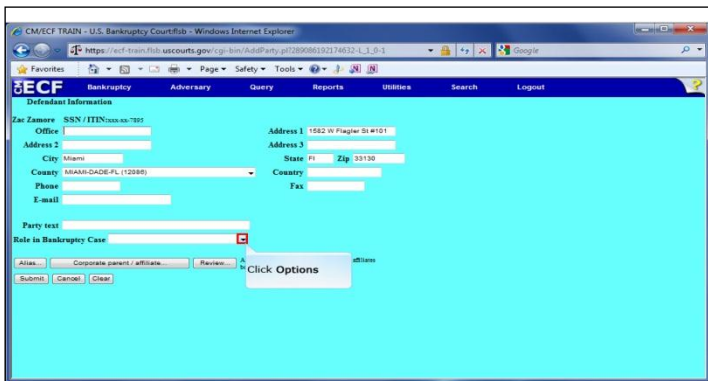 CM/ECF TRAIN - U.S. Bankruptcy Court:flsb - Windows Internet Explorer
https://ecf-train.flsb.uscourts.gov/cgi-bin/AddParty.pl?289086192174632-L_1_0-1
Google
Favorites Page Safety Tools
ECF Bankruptcy Adversary Query Reports Utilities Search Logout ?
Defendant Information
Zac Zamore SSN / ITIN:xxx-xx-7895
Office Address 1 1582 W Flagler St #101
Address 2 Address 3
City Miami State Fl Zip 33130
County MIAMI-DADE-FL (12086) Country
Phone Fax
E-mail
Party text
Role in Bankruptcy Case
Alias... Corporate parent / affiliate... Review...
Click Options
Submit Cancel Clear